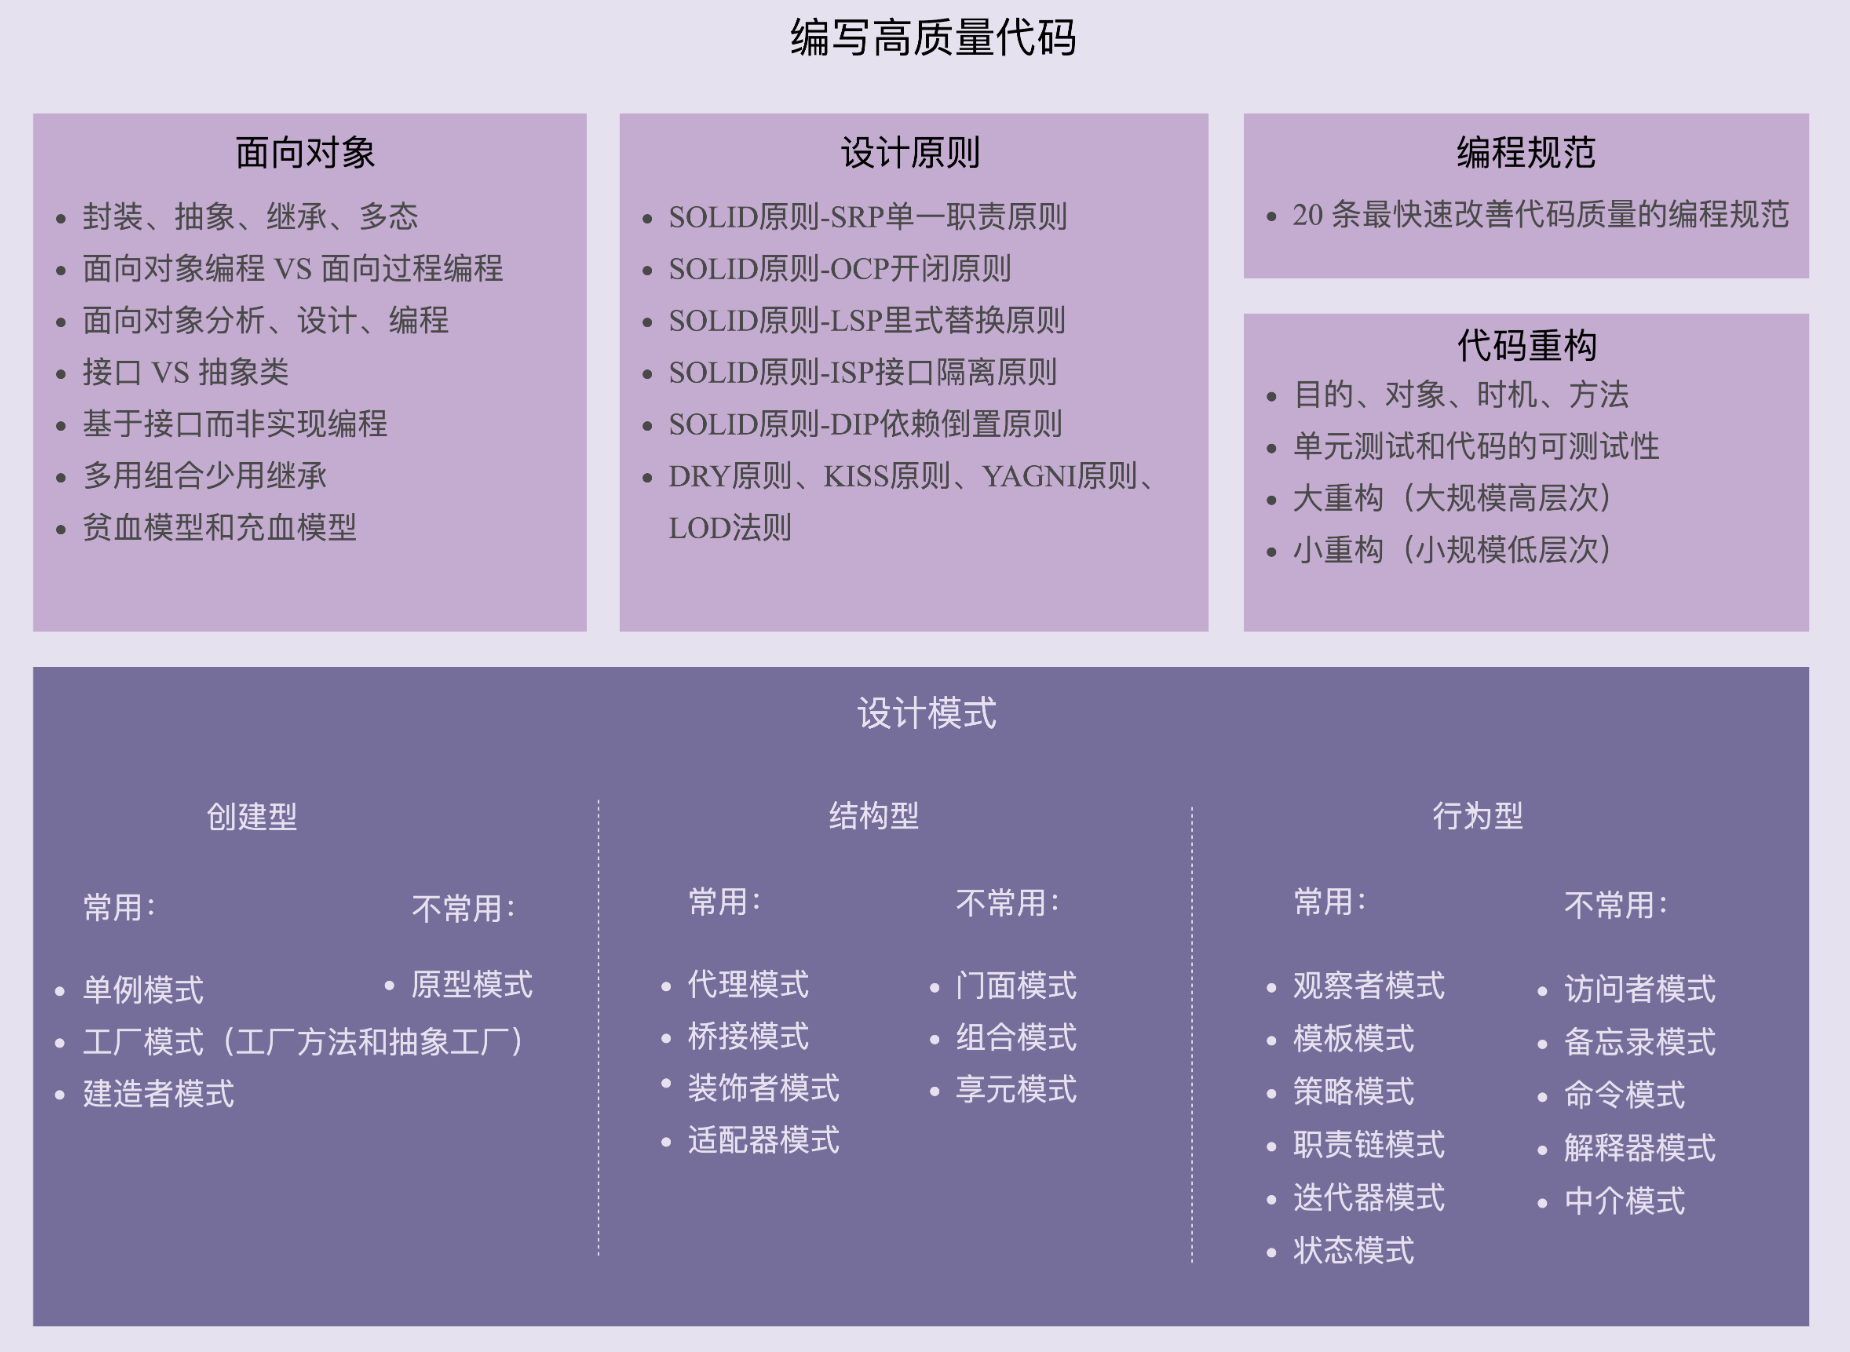 编写高质量代码
面向对象
封装、抽象、继承、多态
面向对象编程 VS 面向过程编程
面向对象分析、设计、编程
接口 VS 抽象类
基于接口而非实现编程
多用组合少用继承
贫血模型和充血模型
设计原则
SOLID原则-SRP单一职责原则
SOLID原则-OCP开闭原则
SOLID原则-LSP里式替换原则
SOLID原则-ISP接口隔离原则
SOLID原则-DIP依赖倒置原则
DRY原则、KISS原则、YAGNI原则、
LOD法则
编程规范
20 条最快速改善代码质量的编程规范
代码重构
目的、对象、时机、方法
单元测试和代码的可测试性
大重构（大规模高层次）
小重构（小规模低层次）
设计模式
创建型
常用：
单例模式
工厂模式（工厂方法和抽象工厂）
建造者模式
不常用：
原型模式
结构型
常用：
代理模式
桥接模式
装饰者模式
适配器模式
不常用：
门面模式
组合模式
享元模式
行为型
常用：
观察者模式
模板模式
策略模式
职责链模式
迭代器模式
状态模式
不常用：
访问者模式
备忘录模式
命令模式
解释器模式
中介模式